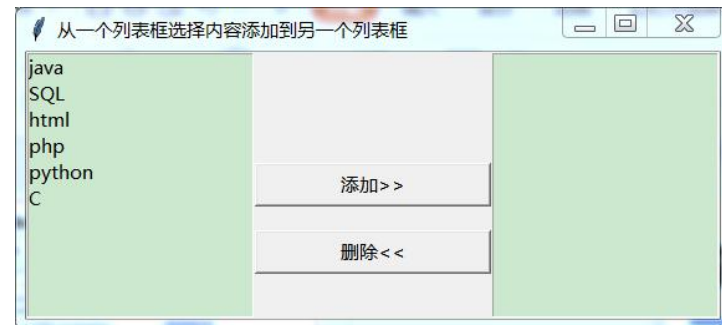 从一个列表框选择内容添加到另一个列表框
java
SQL
html
php
python
C
添加>>
删除<<